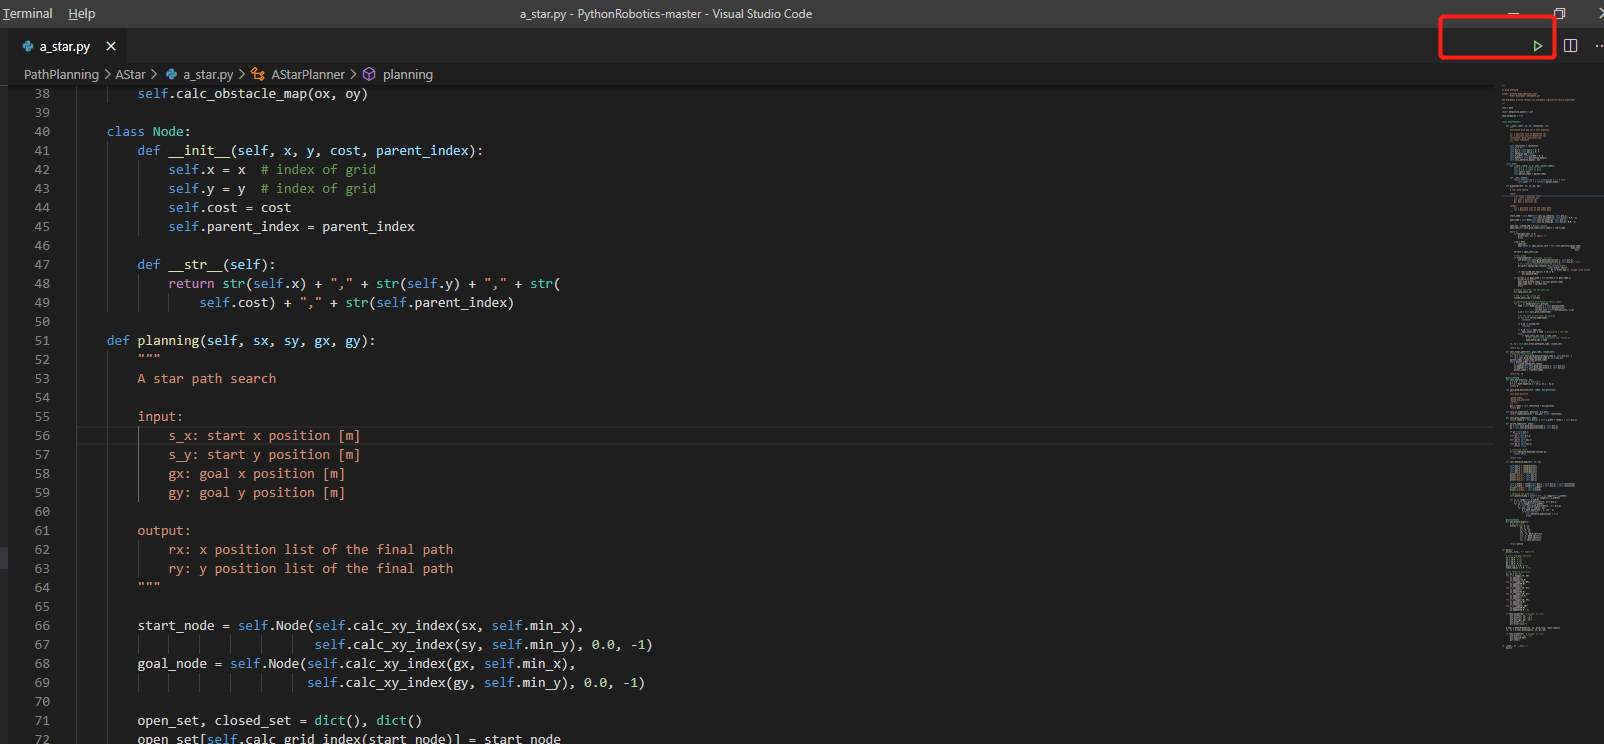 Terminal Help a_star.py - PythonRobotics-master - Visual Studio Code
a_star.py
PathPlanning > AStar > a_star.py > AStarPlanner > planning
38 self.calc_obstacle_map(ox, oy)
39
40 class Node:
41 def __init__(self, x, y, cost, parent_index):
42 self.x = x # index of grid
43 self.y = y # index of grid
44 self.cost = cost
45 self.parent_index = parent_index
46
47 def __str__(self):
48 return str(self.x) + "," + str(self.y) + "," + str(
49 self.cost) + "," + str(self.parent_index)
50
51 def planning(self, sx, sy, gx, gy):
52 """
53 A star path search
54
55 input:
56 s_x: start x position [m]
57 s_y: start y position [m]
58 gx: goal x position [m]
59 gy: goal y position [m]
60
61 output:
62 rx: x position list of the final path
63 ry: y position list of the final path
64 """
65
66 start_node = self.Node(self.calc_xy_index(sx, self.min_x),
67 self.calc_xy_index(sy, self.min_y), 0.0, -1)
68 goal_node = self.Node(self.calc_xy_index(gx, self.min_x),
69 self.calc_xy_index(gy, self.min_y), 0.0, -1)
70
71 open_set, closed_set = dict(), dict()
72 open_set[self.calc_grid_index(start_node)] = start_node